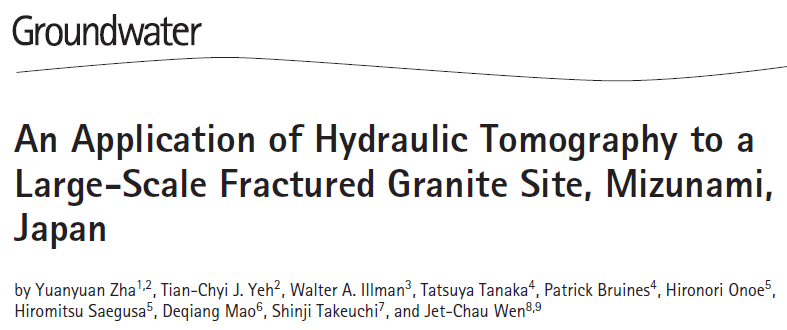 Groundwater
An Application of Hydraulic Tomography to a
Large-Scale Fractured Granite Site, Mizunami,
Japan
by Yuanyuan Zha1,2, Tian-Chyi J. Yeh2, Walter A. Illman3, Tatsuya Tanaka4, Patrick Bruines4, Hironori Onoe5,
Hiromitsu Saegusa5, Deqiang Mao6, Shinji Takeuchi7, and Jet-Chau Wen8,9